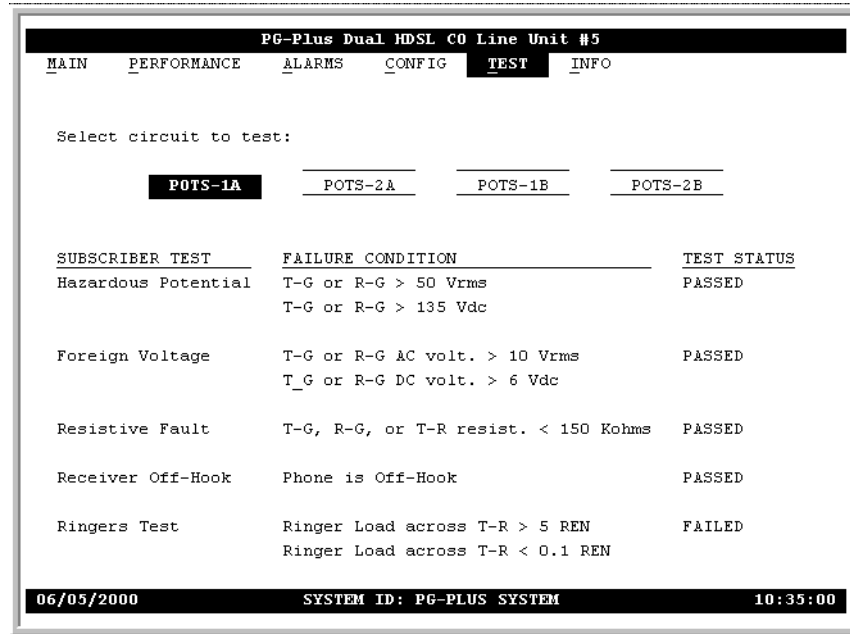 PG-Plus Dual HDSL CO Line Unit #5
MAIN PERFORMANCE ALARMS CONFIG TEST INFO
Select circuit to test:
POTS-1A POTS-2A POTS-1B POTS-2B
SUBSCRIBER TEST FAILURE CONDITION TEST STATUS
Hazardous Potential T-G or R-G > 50 Vrms PASSED
T-G or R-G > 135 Vdc
Foreign Voltage T-G or R-G AC volt. > 10 Vrms PASSED
T_G or R-G DC volt. > 6 Vdc
Resistive Fault T-G, R-G, or T-R resist. < 150 Kohms PASSED
Receiver Off-Hook Phone is Off-Hook PASSED
Ringers Test Ringer Load across T-R > 5 REN FAILED
Ringer Load across T-R < 0.1 REN
06/05/2000 SYSTEM ID: PG-PLUS SYSTEM 10:35:00